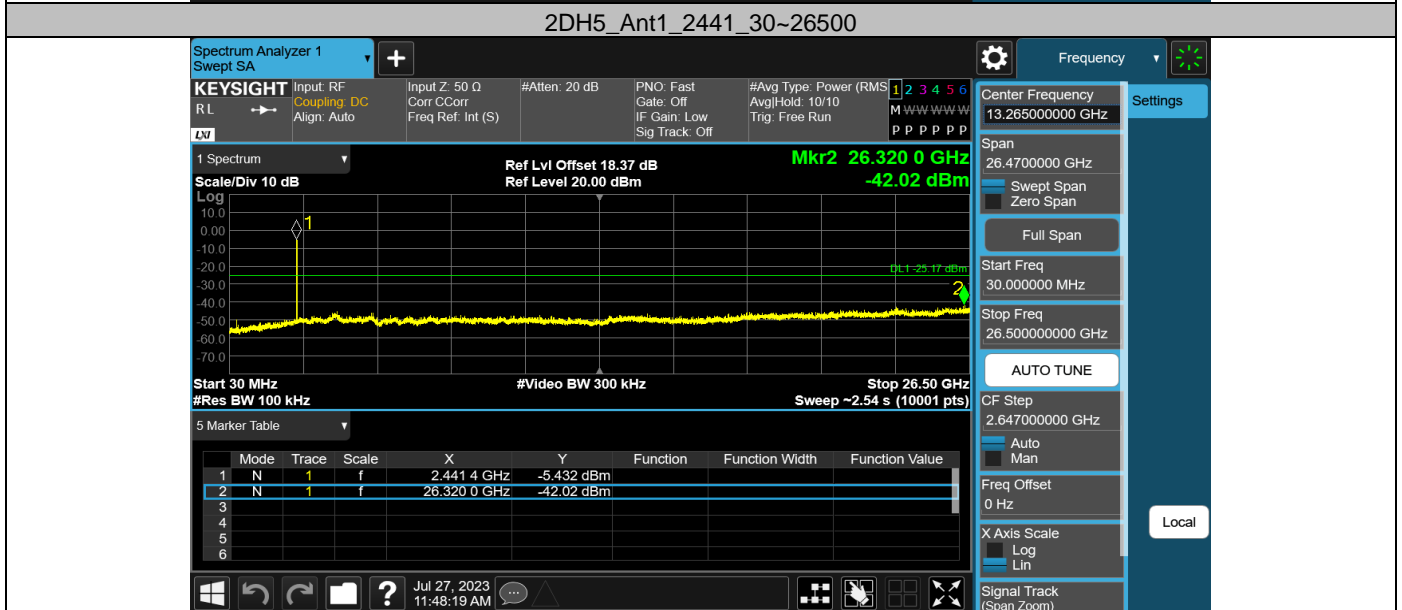 2DH5_Ant1_2441_30~26500
Spectrum Analyzer 1
Swept SA
Frequency
KEYSIGHT
RL
LXI
Input: RF
Coupling: DC
Align: Auto
Input Z: 50 Ω
Corr CCorr
Freq Ref: Int (S)
#Atten: 20 dB
PNO: Fast
Gate: Off
IF Gain: Low
Sig Track: Off
#Avg Type: Power (RMS
Avg|Hold: 10/10
Trig: Free Run
1 2 3 4 5 6
M W W W W W
P P P P P P
Center Frequency
13.265000000 GHz
Settings
Span
26.4700000 GHz
Swept Span
Zero Span
Full Span
Start Freq
30.000000 MHz
Stop Freq
26.500000000 GHz
AUTO TUNE
CF Step
2.647000000 GHz
Auto
Man
Freq Offset
0 Hz
X Axis Scale
Log
Lin
Local
Signal Track
(Span Zoom)
1 Spectrum
Scale/Div 10 dB
Ref Lvl Offset 18.37 dB
Ref Level 20.00 dBm
Mkr2 26.320 0 GHz
-42.02 dBm
Log
10.0
0.00
-10.0
-20.0
-30.0
-40.0
-50.0
-60.0
-70.0
1
DL1 -25.17 dBm
2
Start 30 MHz
#Video BW 300 kHz
Stop 26.50 GHz
#Res BW 100 kHz
Sweep ~2.54 s (10001 pts)
5 Marker Table
Mode Trace Scale X Y Function Function Width Function Value
1 N 1 f 2.441 4 GHz -5.432 dBm
2 N 1 f 26.320 0 GHz -42.02 dBm
3
4
5
6
?
Jul 27, 2023
11:48:19 AM